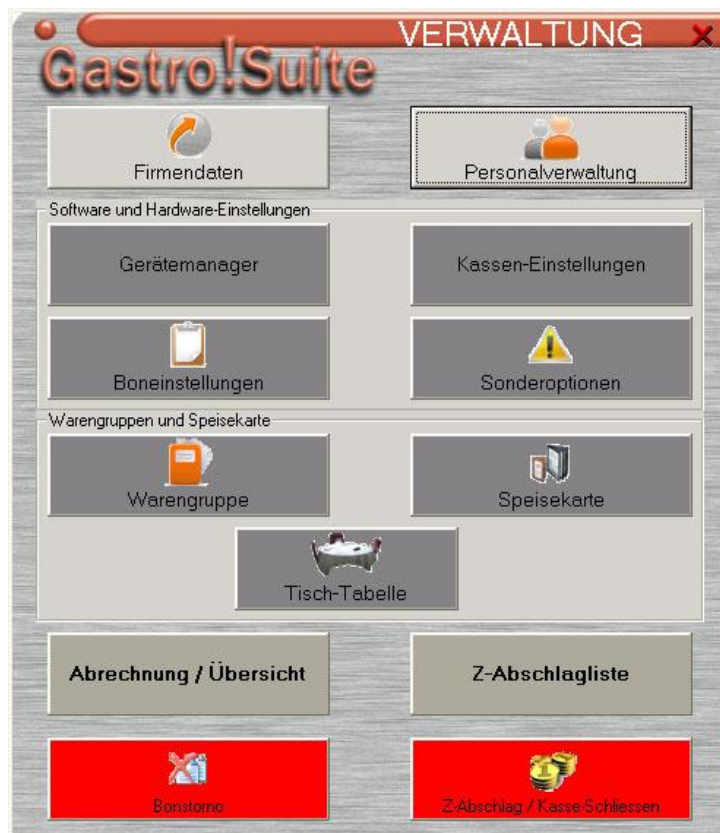 VERWALTUNG
Gastro!Suite
Firmendaten
Personalverwaltung
Software und Hardware-Einstellungen
Gerätemanager
Kassen-Einstellungen
Boneinstellungen
Sonderoptionen
Warengruppen und Speisekarte
Warengruppe
Speisekarte
Tisch-Tabelle
Abrechnung / Übersicht
Z-Abschlagliste
Bonstorno
Z-Abschlag / Kasse-Schliessen